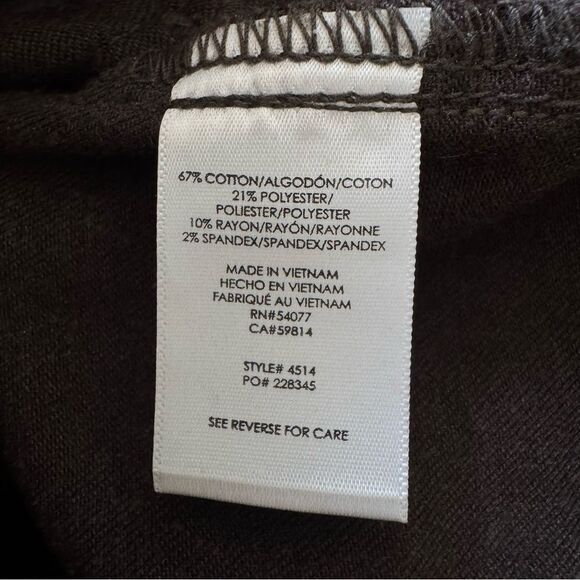 67% COTTON/ALGODÓN/COTON
21% POLYESTER/
POLIESTER/POLYESTER
10% RAYON/RAYÓN/RAYONNE
2% SPANDEX/SPANDEX/SPANDEX
MADE IN VIETNAM
HECHO EN VIETNAM
FABRIQUÉ AU VIETNAM
RN#54077
CA#59814
STYLE# 4514
PO# 228345
SEE REVERSE FOR CARE